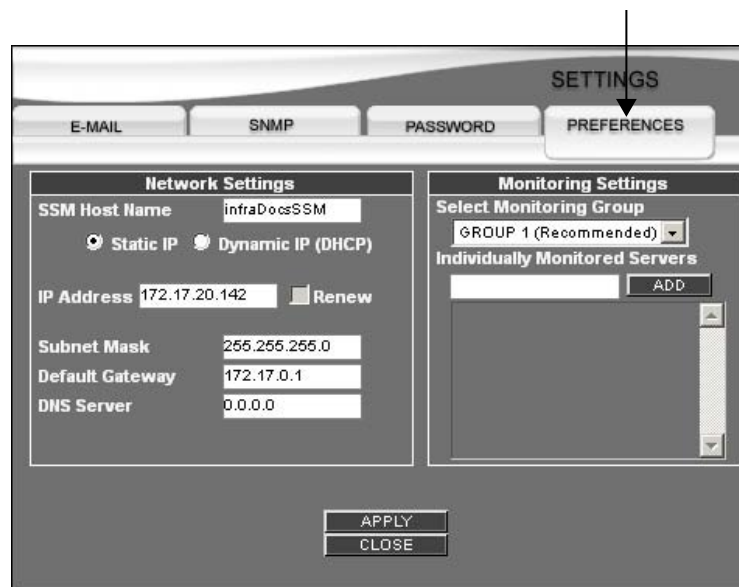 SETTINGS
E-MAIL
SNMP
PASSWORD
PREFERENCES
Network Settings
SSM Host Name infraDocsSSM
Static IP Dynamic IP (DHCP)
IP Address 172.17.20.142 Renew
Subnet Mask 255.255.255.0
Default Gateway 172.17.0.1
DNS Server 0.0.0.0
Monitoring Settings
Select Monitoring Group
GROUP 1 (Recommended)
Individually Monitored Servers
ADD
APPLY
CLOSE